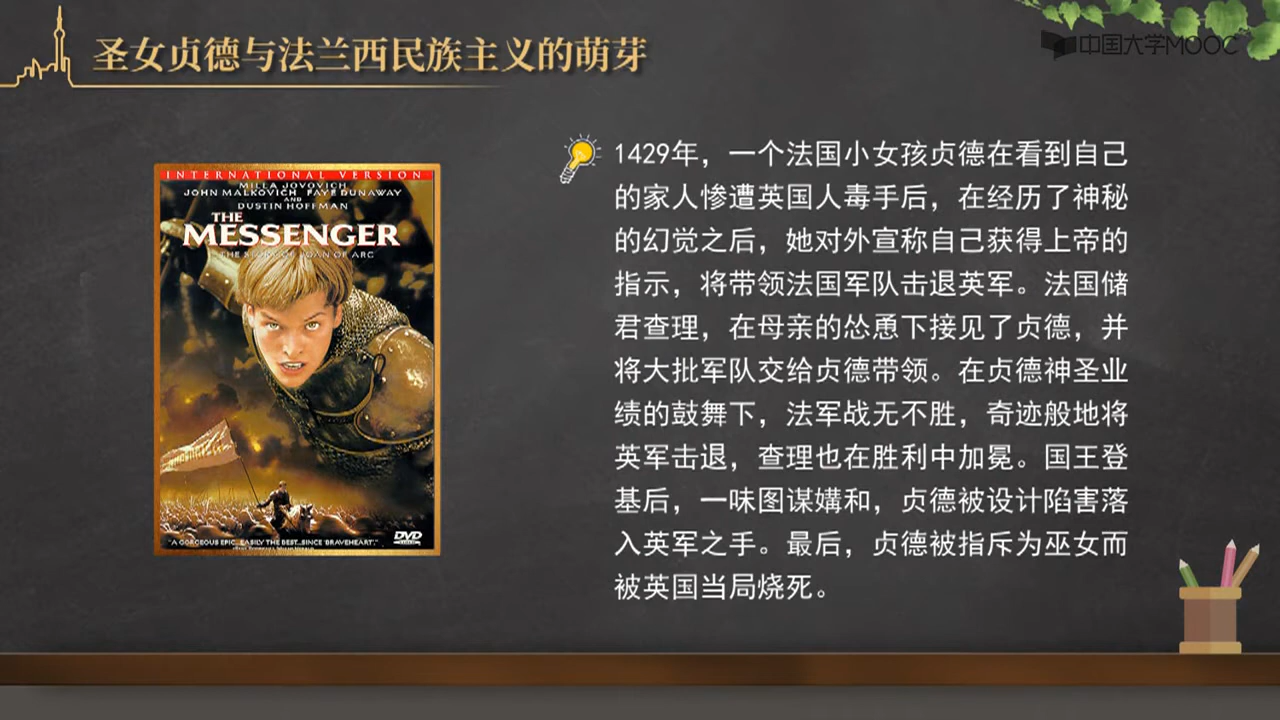 圣女贞德与法兰西民族主义的萌芽
中国大学MOOC
INTERNATIONAL VERSION
MILLA JOVOVICH
JOHN MALKOVICH FAYE DUNAWAY
AND
DUSTIN HOFFMAN
THE
MESSENGER
THE STORY OF JOAN OF ARC
"A GORGEOUS EPIC...EASILY THE BEST...SINCE 'BRAVEHEART.'"
DVD
1429年，一个法国小女孩贞德在看到自己
的家人惨遭英国人毒手后，在经历了神秘
的幻觉之后，她对外宣称自己获得上帝的
指示，将带领法国军队击退英军。法国储
君查理，在母亲的怂恿下接见了贞德，并
将大批军队交给贞德带领。在贞德神圣业
绩的鼓舞下，法军战无不胜，奇迹般地将
英军击退，查理也在胜利中加冕。国王登
基后，一味图谋媾和，贞德被设计陷害落
入英军之手。最后，贞德被指斥为巫女而
被英国当局烧死。